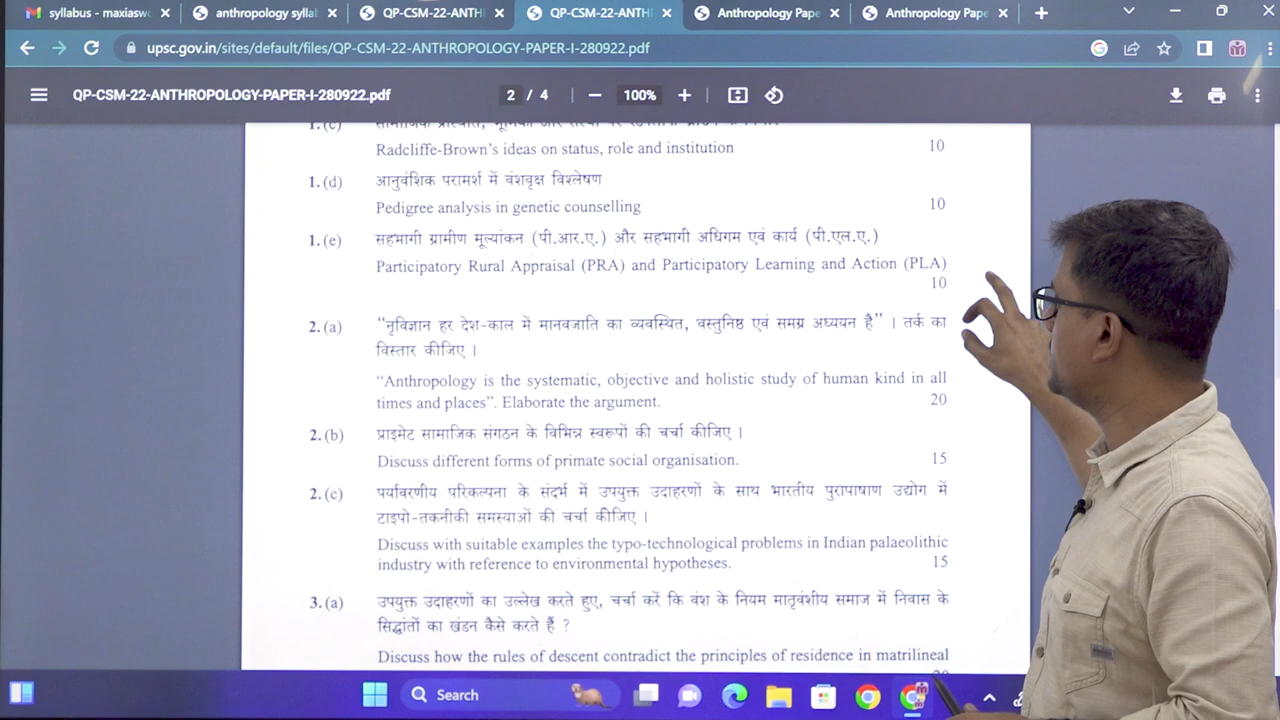 syllabus - maxiasw
anthropology syllal
QP-CSM-22-ANTH
QP-CSM-22-ANTH
Anthropology Pape
Anthropology Pape
upsc.gov.in/sites/default/files/QP-CSM-22-ANTHROPOLOGY-PAPER-I-280922.pdf
QP-CSM-22-ANTHROPOLOGY-PAPER-I-280922.pdf 2 / 4 100%
1.(c)
Radcliffe-Brown's ideas on status, role and institution 10
1.(d) आनुवंशिक परामर्श में वंशवृक्ष विश्लेषण
Pedigree analysis in genetic counselling 10
1.(e) सहभागी ग्रामीण मूल्यांकन (पी.आर.ए.) और सहभागी अधिगम एवं कार्य (पी.एल.ए.)
Participatory Rural Appraisal (PRA) and Participatory Learning and Action (PLA)
10
2.(a) “नृविज्ञान हर देश-काल में मानवजाति का व्यवस्थित, वस्तुनिष्ठ एवं समग्र अध्ययन है” । तर्क का
विस्तार कीजिए ।
“Anthropology is the systematic, objective and holistic study of human kind in all
times and places”. Elaborate the argument. 20
2.(b) प्राइमेट सामाजिक संगठन के विभिन्न स्वरूपों की चर्चा कीजिए ।
Discuss different forms of primate social organisation. 15
2.(c) पर्यावरणीय परिकल्पना के संदर्भ में उपयुक्त उदाहरणों के साथ भारतीय पुरापाषाण उद्योग में
टाइपो-तकनीकी समस्याओं की चर्चा कीजिए ।
Discuss with suitable examples the typo-technological problems in Indian palaeolithic
industry with reference to environmental hypotheses. 15
3.(a) उपयुक्त उदाहरणों का उल्लेख करते हुए, चर्चा करें कि वंश के नियम मातृवंशीय समाज में निवास के
सिद्धांतों का खंडन कैसे करते हैं ?
Discuss how the rules of descent contradict the principles of residence in matrilineal
Search